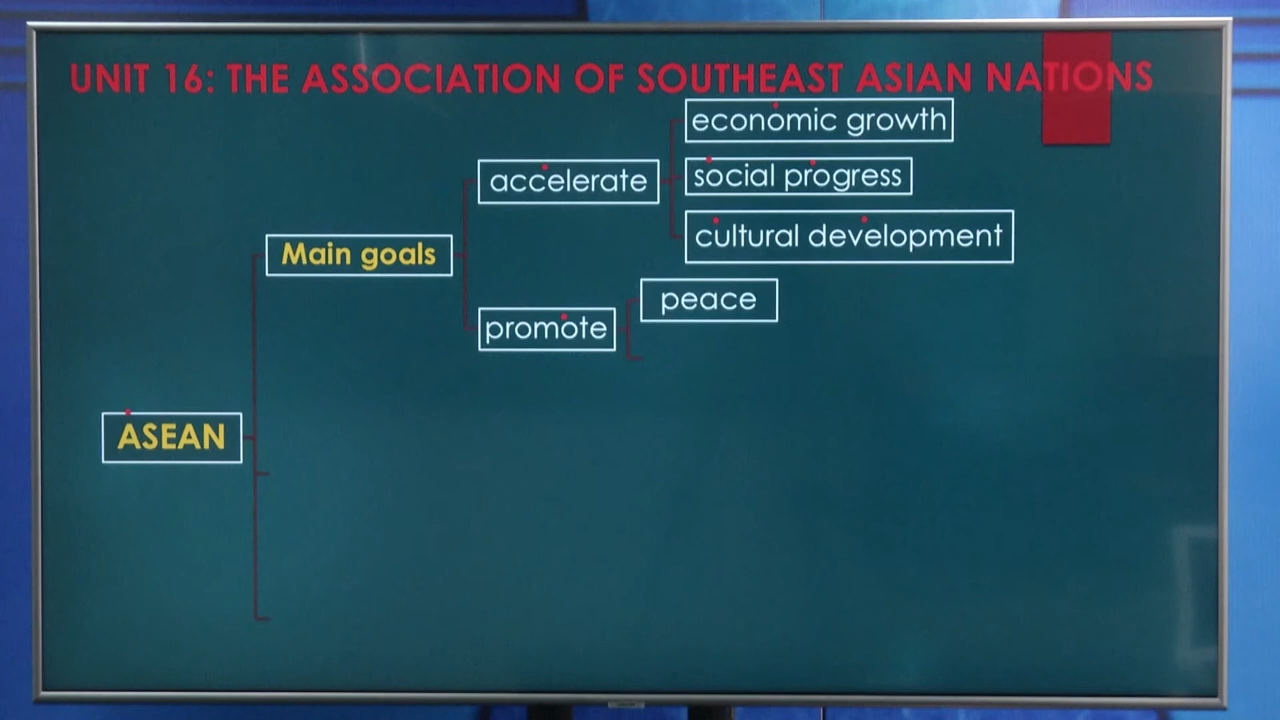 UNIT 16: THE ASSOCIATION OF SOUTHEAST ASIAN NATIONS
economic growth
accelerate
social progress
cultural development
Main goals
peace
promote
ASEAN